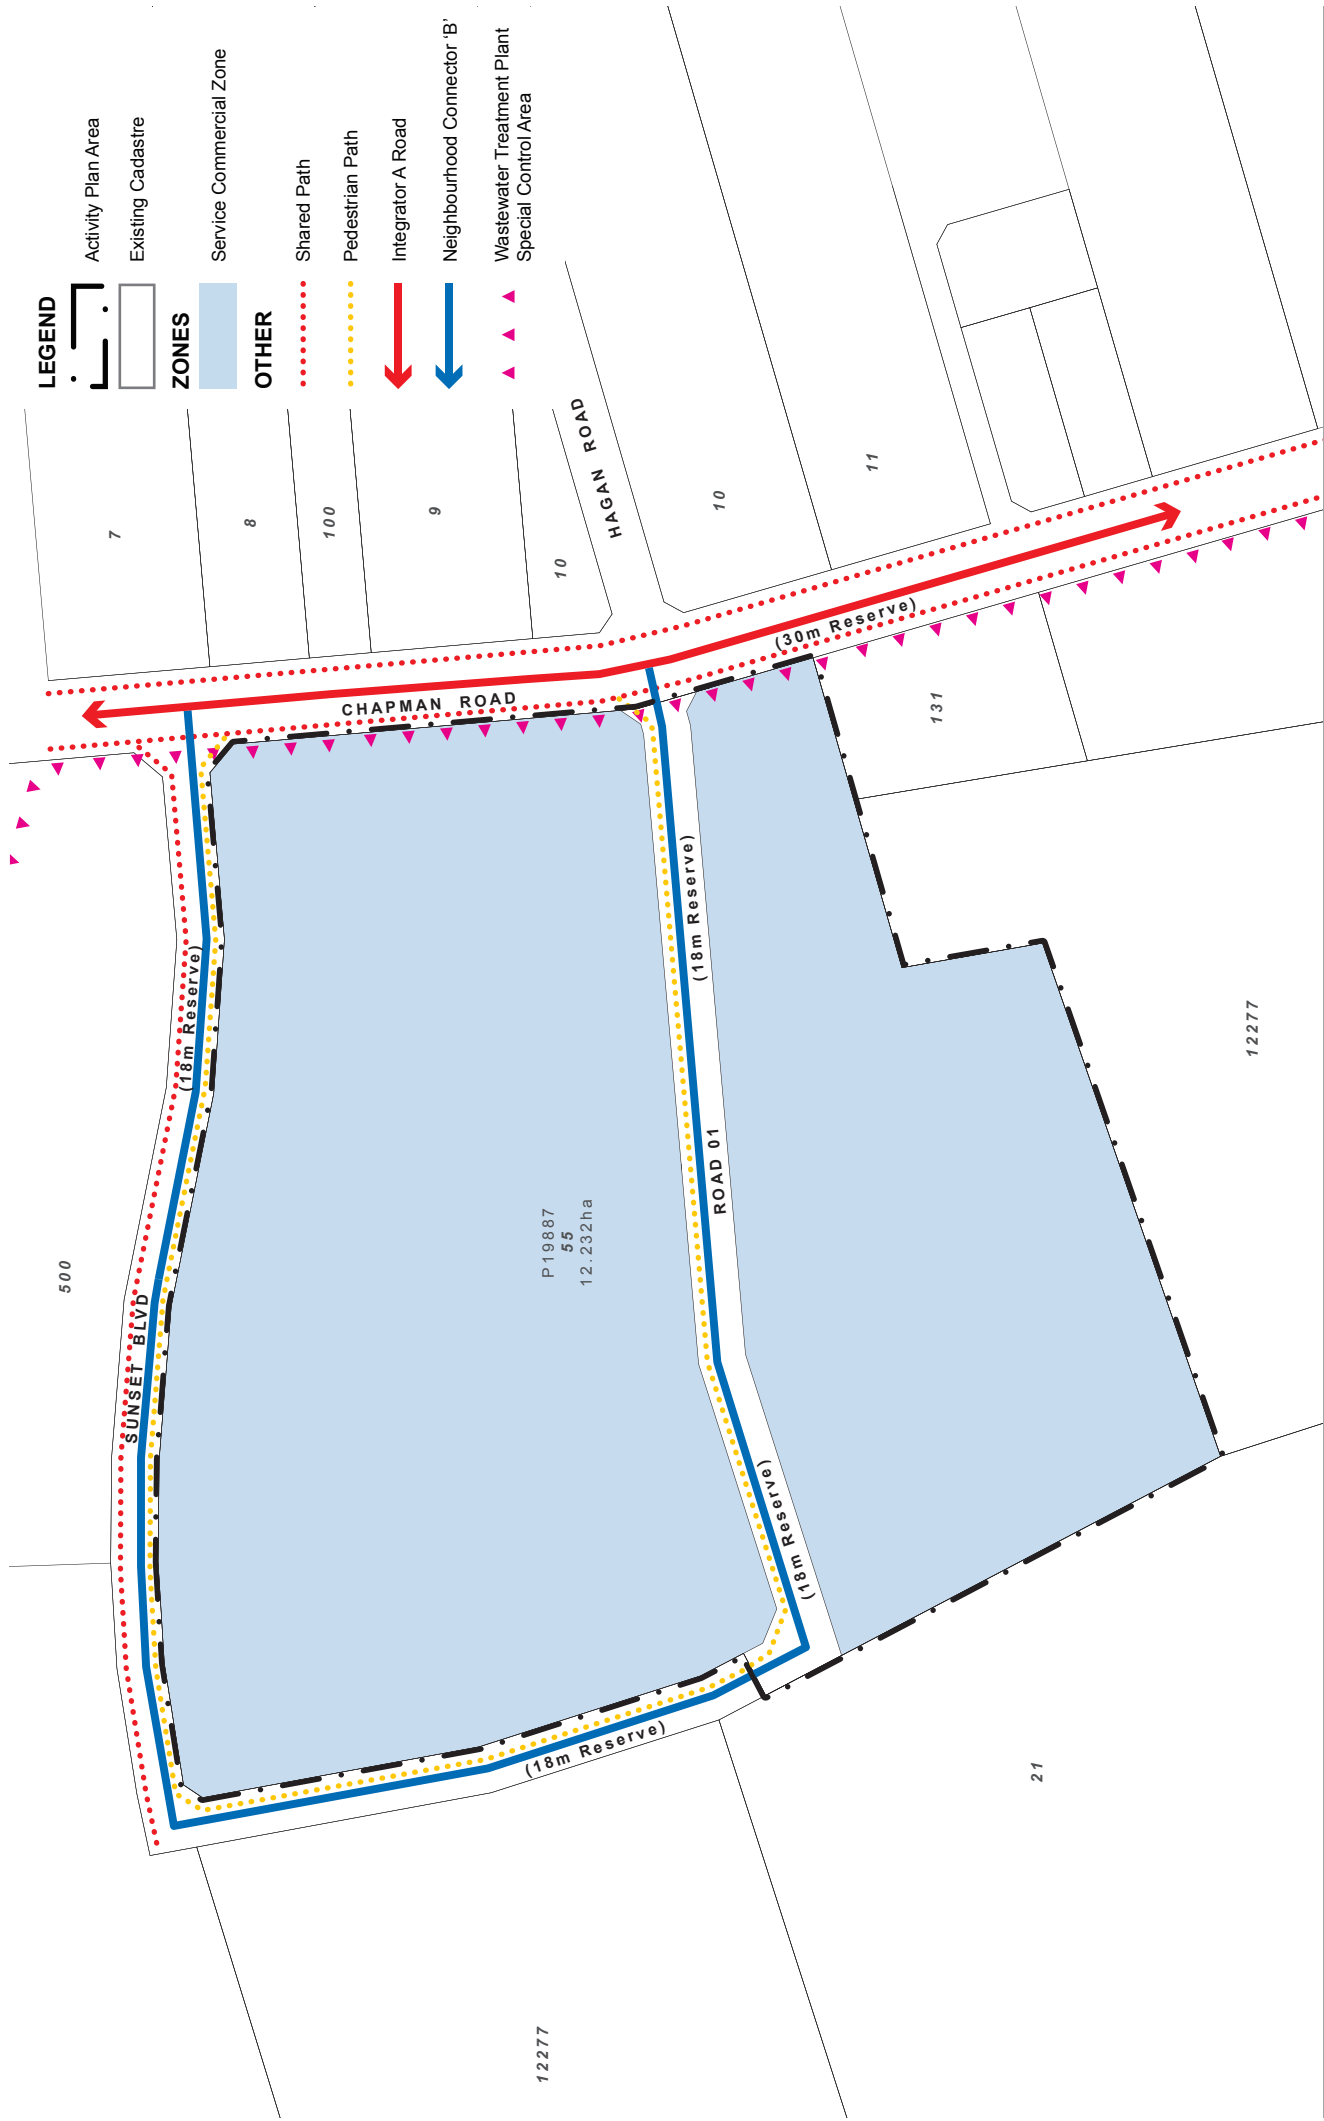 LEGEND
Activity Plan Area
Existing Cadastre
ZONES
Service Commercial Zone
OTHER
Shared Path
Pedestrian Path
Integrator A Road
Neighbourhood Connector ‘B’
Wastewater Treatment Plant
Special Control Area
7
8
100
9
10
HAGAN ROAD
10
11
CHAPMAN ROAD
(30m Reserve)
131
(18m Reserve)
(18m Reserve)
12277
500
SUNSET BLVD
P19887
55
12.232ha
ROAD 01
(18m Reserve)
(18m Reserve)
21
12277